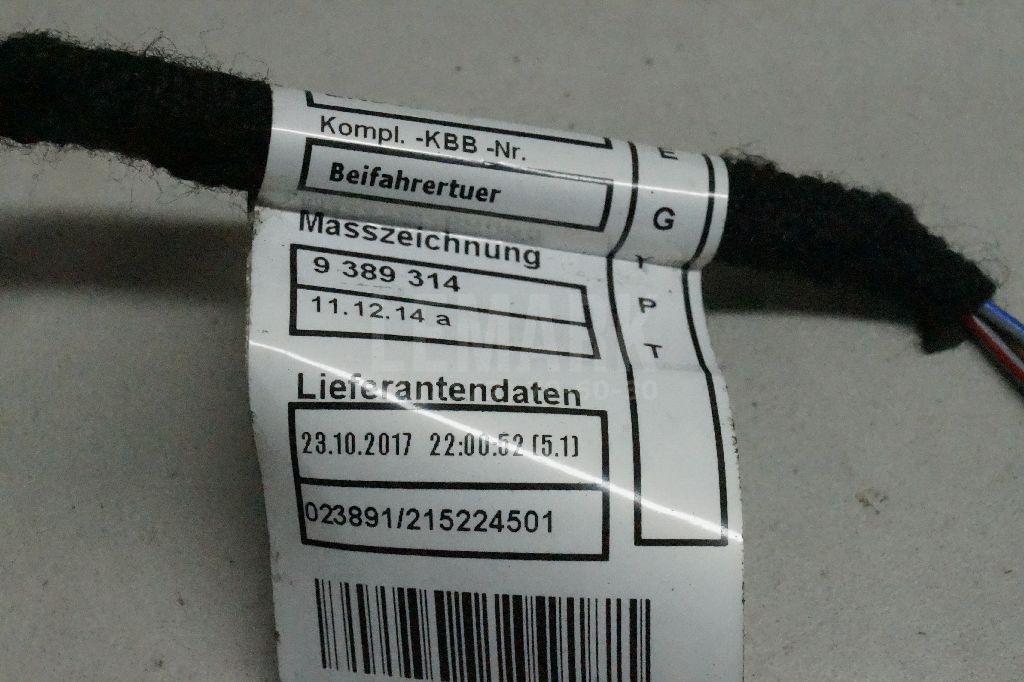 Kompl. -KBB -Nr.
Beifahrertuer
Masszeichnung
9 389 314
11.12.14 a
Lieferantendaten
23.10.2017 22:00:52 (5.1)
023891/215224501
E
G
Y
P
T